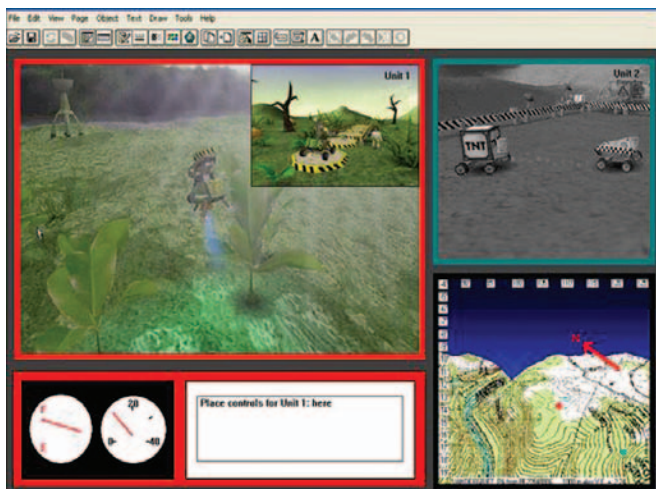 File Edit View Page Object Text Draw Tools Help
Unit 1
Unit 2
TNT
N
F
E
20
0
40
Place controls for Unit 1: here